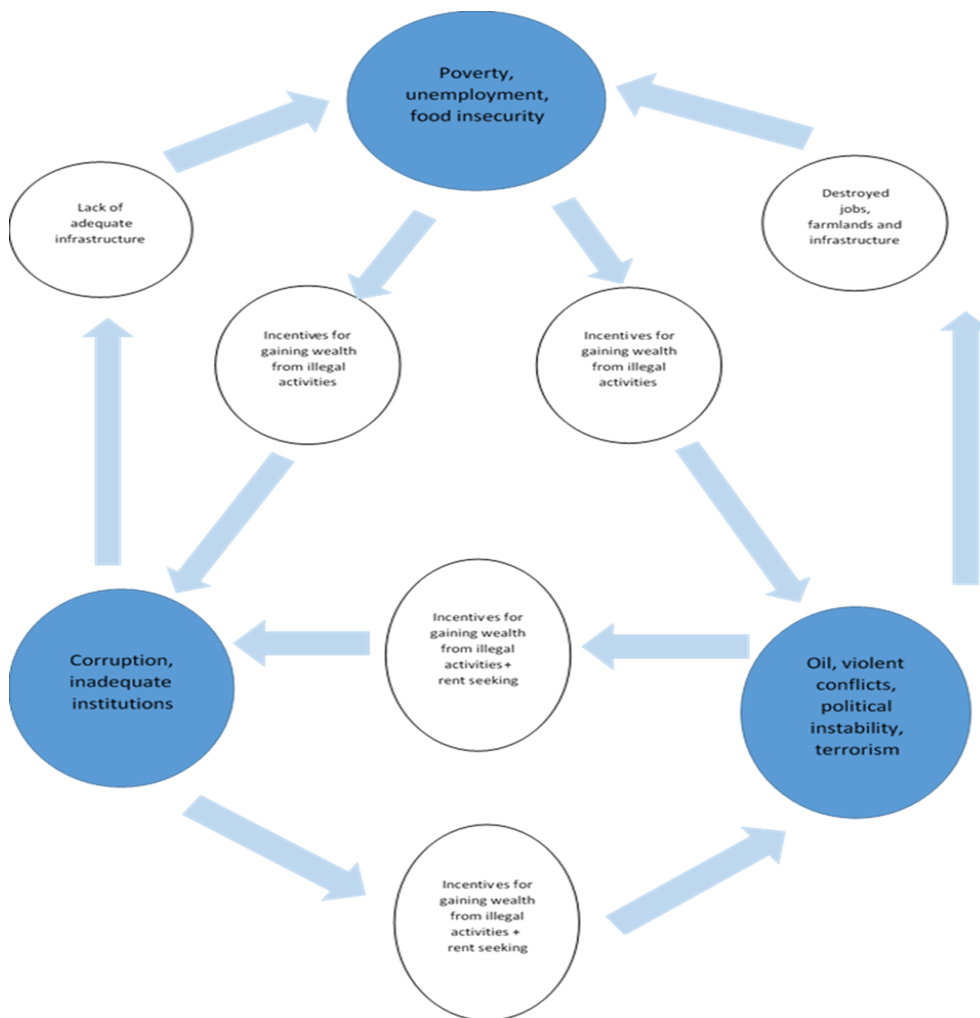 Poverty,
unemployment,
food insecurity
Lack of
adequate
infrastructure
Destroyed
jobs,
farmlands and
infrastructure
Incentives for
gaining wealth
from illegal
activities
Incentives for
gaining wealth
from illegal
activities
Incentives for
gaining wealth
from illegal
activities +
rent seeking
Corruption,
inadequate
institutions
Oil, violent
conflicts,
political
instability,
terrorism
Incentives for
gaining wealth
from illegal
activities +
rent seeking